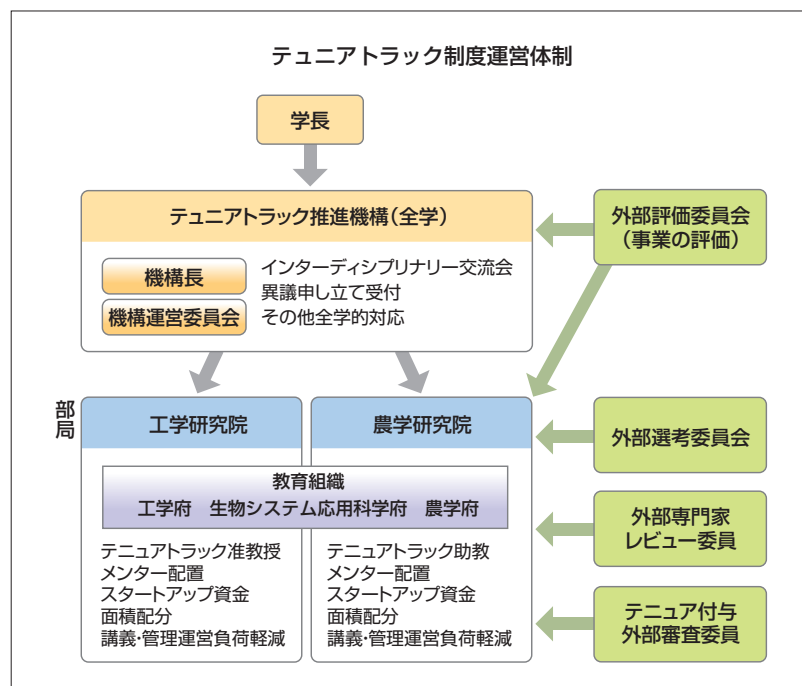 テュニアトラック制度運営体制
学長
テュニアトラック推進機構(全学)
機構長
機構運営委員会
インターディシプリナリー交流会
異議申し立て受付
その他全学的対応
外部評価委員会
(事業の評価)
部局
工学研究院
農学研究院
教育組織
工学府 生物システム応用科学府 農学府
テニュアトラック准教授
メンター配置
スタートアップ資金
面積配分
講義・管理運営負荷軽減
テニュアトラック助教
メンター配置
スタートアップ資金
面積配分
講義・管理運営負荷軽減
外部選考委員会
外部専門家
レビュー委員
テニュア付与
外部審査委員